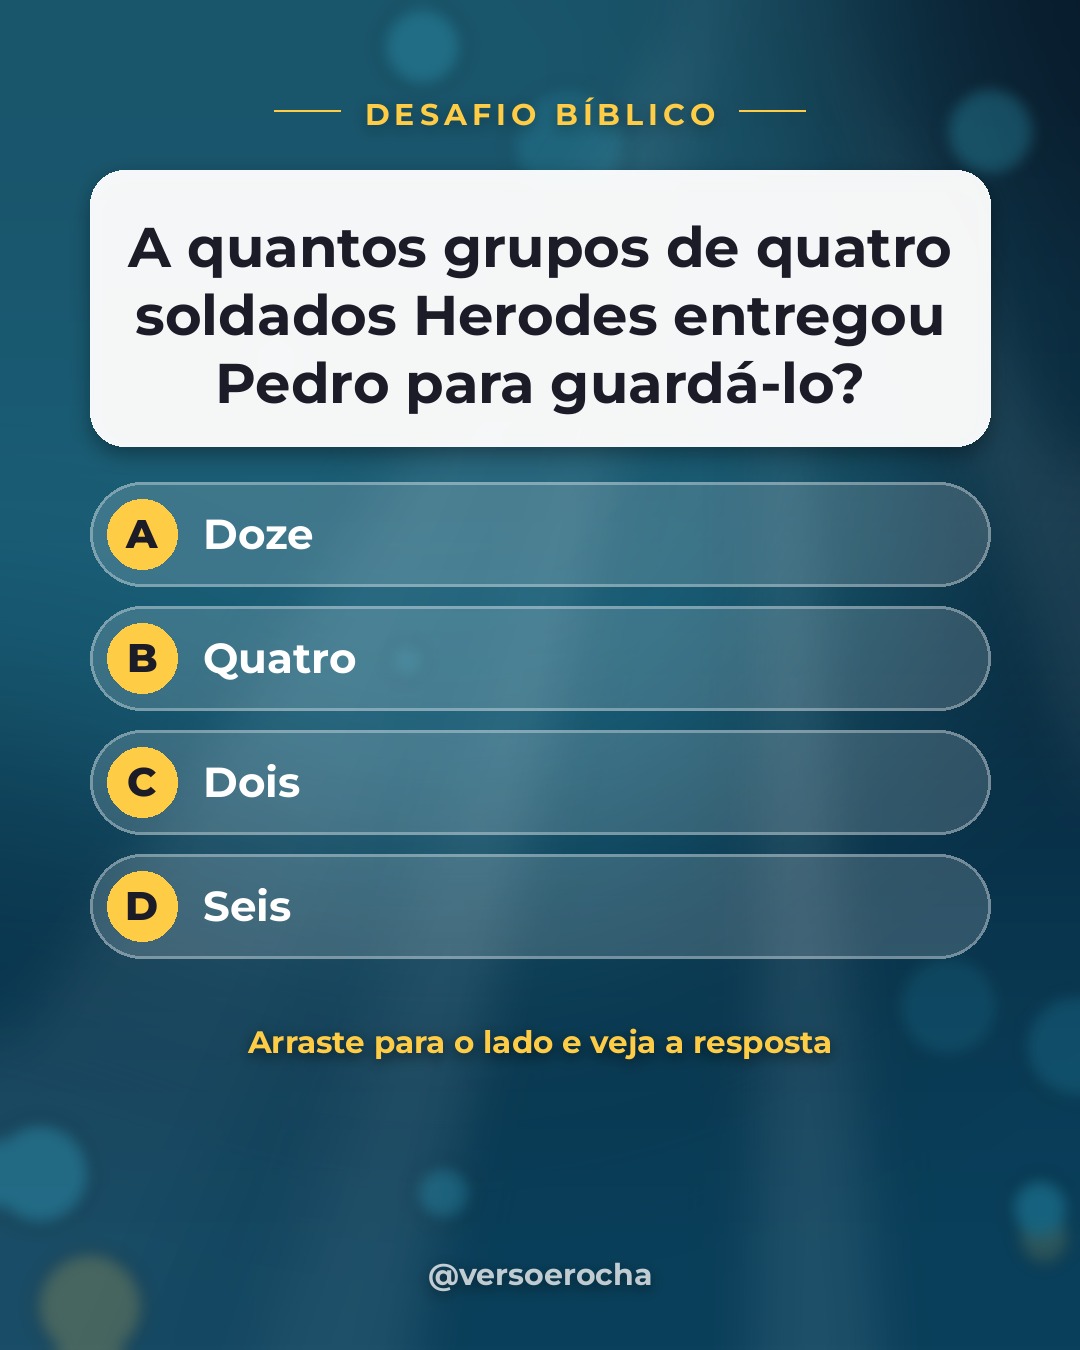 DESAFIO BÍBLICO
A quantos grupos de quatro
soldados Herodes entregou
Pedro para guardá-lo?
A Doze
B Quatro
C Dois
D Seis
Arraste para o lado e veja a resposta
@versoerocha